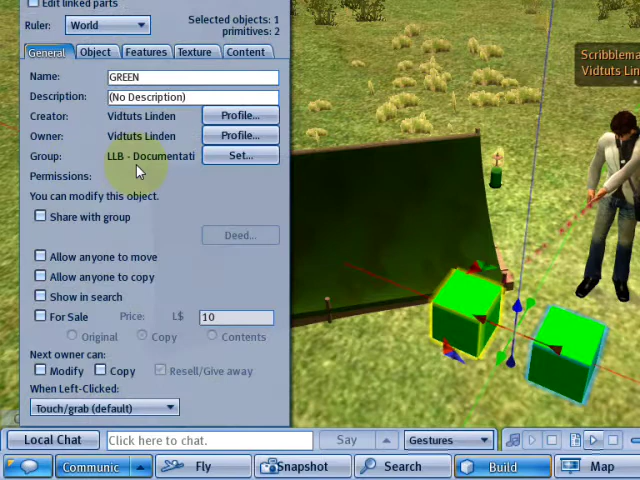 Edit linked parts
Ruler: World
Selected objects: 1
primitives: 2
General Object Features Texture Content
Name: GREEN
Description: (No Description)
Creator: Vidtuts Linden Profile...
Owner: Vidtuts Linden Profile...
Group: LLB - Documentati Set...
Permissions:
You can modify this object.
Share with group
Deed...
Allow anyone to move
Allow anyone to copy
Show in search
For Sale Price: L$ 10
Original Copy Contents
Next owner can:
Modify Copy Resell/Give away
When Left-Clicked:
Touch/grab (default)
Scribblema
Vidtuts Lin
Local Chat Click here to chat. Say Gestures
Communic Fly Snapshot Search Build Map